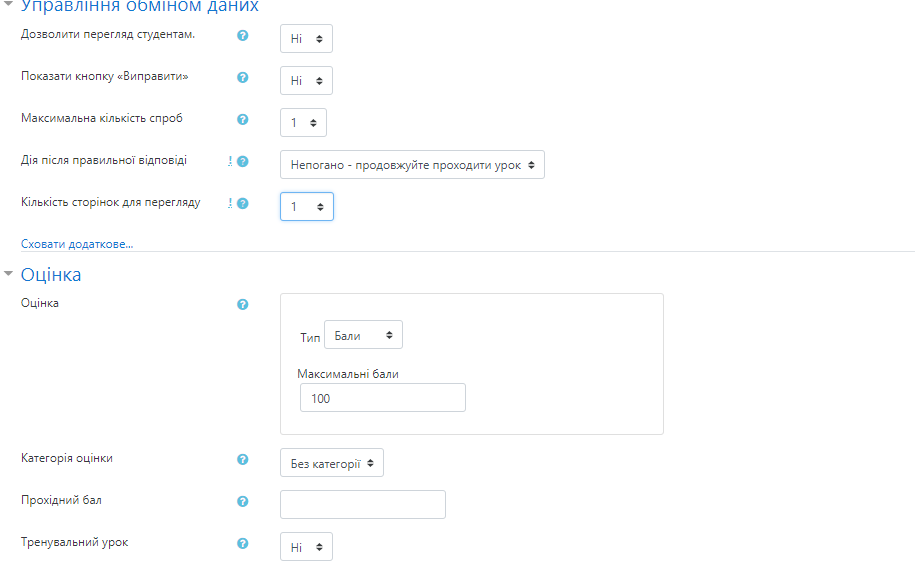 Управління обміном даних
Дозволити перегляд студентам. Ні
Показати кнопку «Виправити» Ні
Максимальна кількість спроб 1
Дія після правильної відповіді ! Непогано - продовжуйте проходити урок
Кількість сторінок для перегляду ! 1
Сховати додаткове...
Оцінка
Оцінка
Тип Бали
Максимальні бали
100
Категорія оцінки Без категорії
Прохідний бал
Тренувальний урок Ні